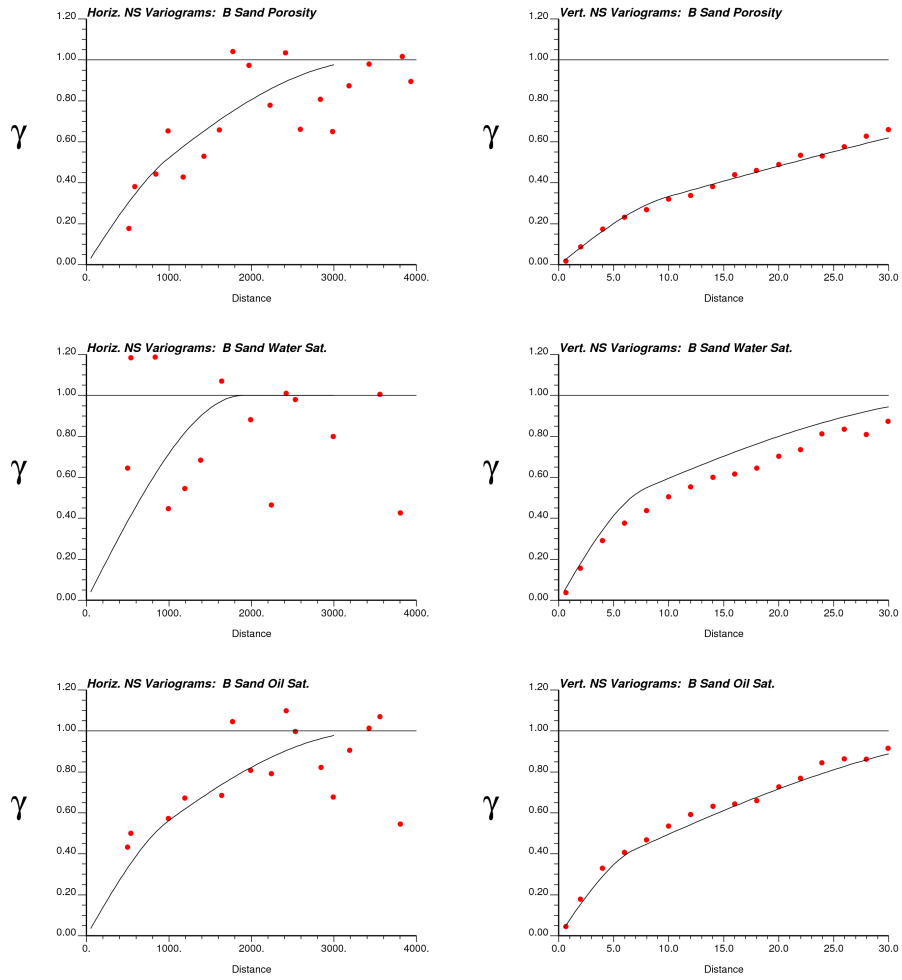 Horiz. NS Variograms: B Sand Porosity
γ
1.20
1.00
0.80
0.60
0.40
0.20
0.00
0. 1000. 2000. 3000. 4000.
Distance
Vert. NS Variograms: B Sand Porosity
γ
1.20
1.00
0.80
0.60
0.40
0.20
0.00
0.0 5.0 10.0 15.0 20.0 25.0 30.0
Distance
Horiz. NS Variograms: B Sand Water Sat.
γ
1.20
1.00
0.80
0.60
0.40
0.20
0.00
0. 1000. 2000. 3000. 4000.
Distance
Vert. NS Variograms: B Sand Water Sat.
γ
1.20
1.00
0.80
0.60
0.40
0.20
0.00
0.0 5.0 10.0 15.0 20.0 25.0 30.0
Distance
Horiz. NS Variograms: B Sand Oil Sat.
γ
1.20
1.00
0.80
0.60
0.40
0.20
0.00
0. 1000. 2000. 3000. 4000.
Distance
Vert. NS Variograms: B Sand Oil Sat.
γ
1.20
1.00
0.80
0.60
0.40
0.20
0.00
0.0 5.0 10.0 15.0 20.0 25.0 30.0
Distance